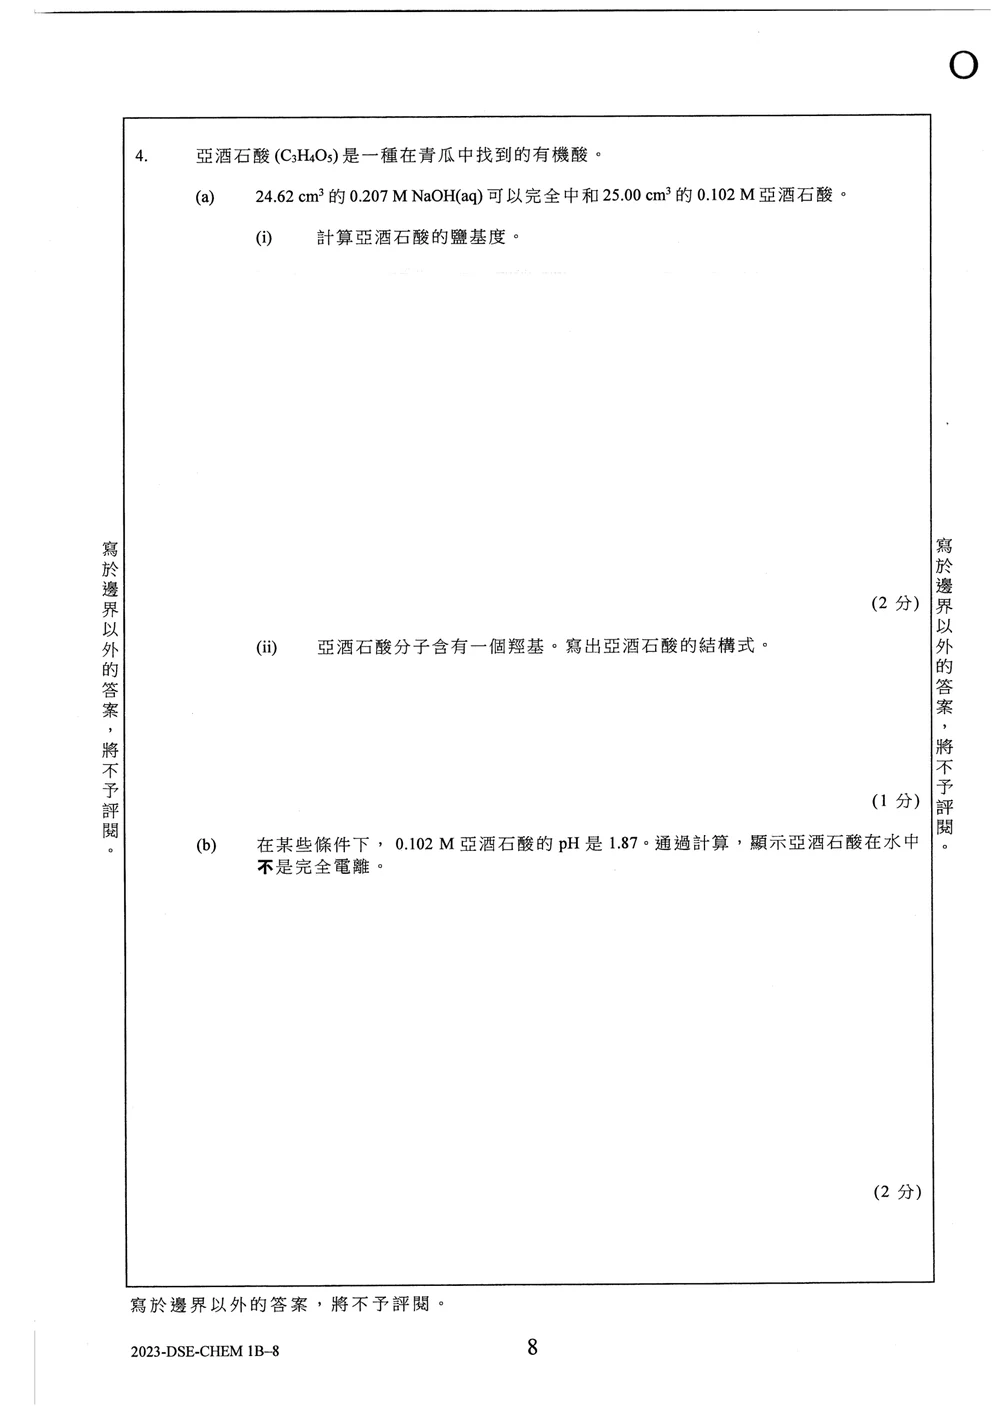 O
4. 亞酒石酸 (C₃H₄O₅) 是一種在青瓜中找到的有機酸。
(a) 24.62 cm³ 的 0.207 M NaOH(aq) 可以完全中和 25.00 cm³ 的 0.102 M 亞酒石酸。
(i) 計算亞酒石酸的鹽基度。
(2 分)
(ii) 亞酒石酸分子含有一個羥基。寫出亞酒石酸的結構式。
(1 分)
(b) 在某些條件下，0.102 M 亞酒石酸的 pH 是 1.87。通過計算，顯示亞酒石酸在水中
不是完全電離。
(2 分)
寫於邊界以外的答案，將不予評閱。
寫於邊界以外的答案，將不予評閱。
寫於邊界以外的答案，將不予評閱。
2023-DSE-CHEM 1B–8
8